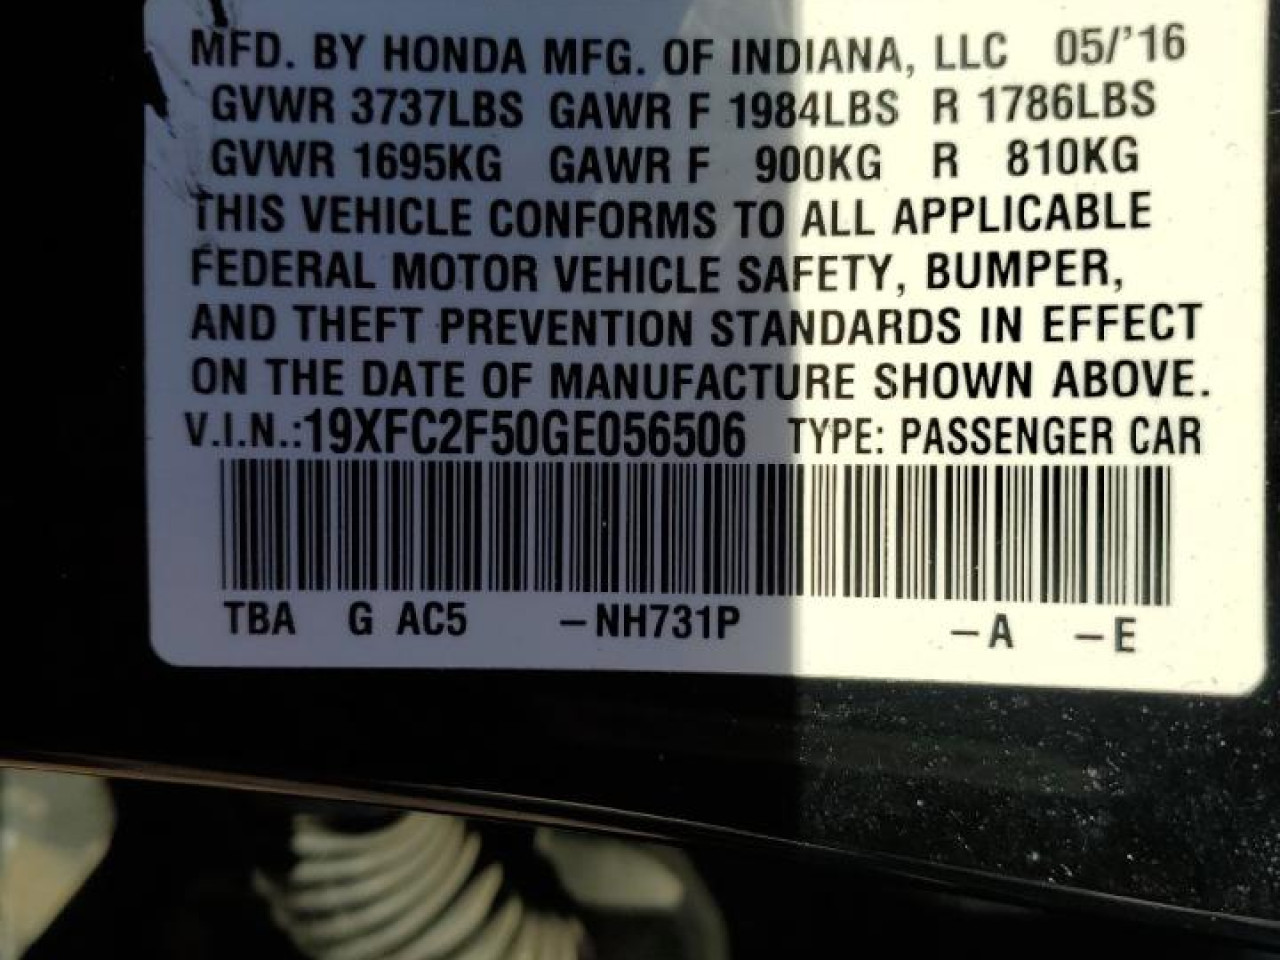 MFD. BY HONDA MFG. OF INDIANA, LLC 05/'16
GVWR 3737LBS GAWR F 1984LBS R 1786LBS
GVWR 1695KG GAWR F 900KG R 810KG
THIS VEHICLE CONFORMS TO ALL APPLICABLE
FEDERAL MOTOR VEHICLE SAFETY, BUMPER,
AND THEFT PREVENTION STANDARDS IN EFFECT
ON THE DATE OF MANUFACTURE SHOWN ABOVE.
V.I.N.:19XFC2F50GE056506 TYPE: PASSENGER CAR
TBA G AC5 –NH731P –A –E